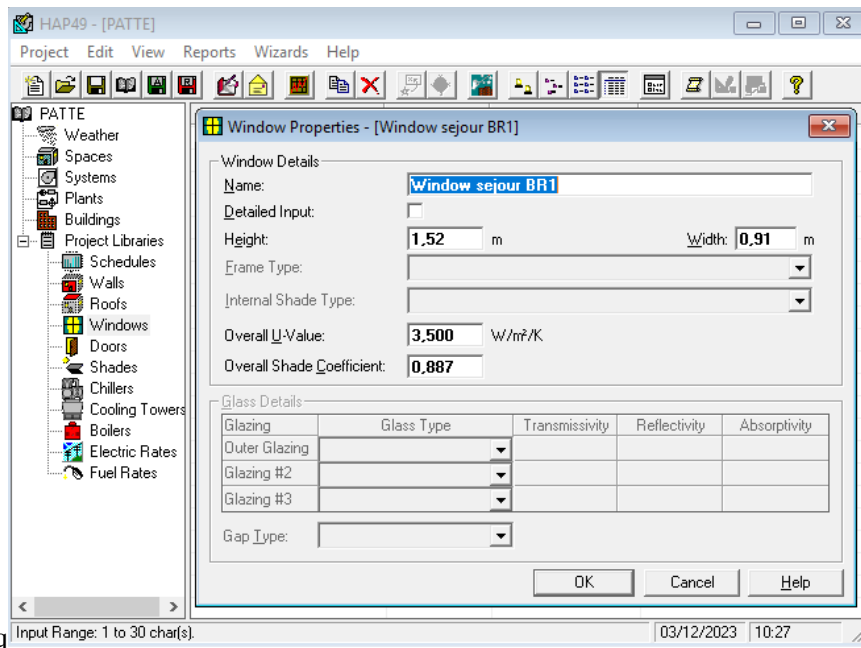 HAP49 - [PATTE]
Project Edit View Reports Wizards Help
PATTE
Weather
Spaces
Systems
Plants
Buildings
Project Libraries
Schedules
Walls
Roofs
Windows
Doors
Shades
Chillers
Cooling Towers
Boilers
Electric Rates
Fuel Rates
Window Properties - [Window sejour BR1]
Window Details
Name: Window sejour BR1
Detailed Input:
Height: 1,52 m Width: 0,91 m
Frame Type:
Internal Shade Type:
Overall U-Value: 3,500 W/m²/K
Overall Shade Coefficient: 0,887
Glass Details
Glazing Glass Type Transmissivity Reflectivity Absorptivity
Outer Glazing
Glazing #2
Glazing #3
Gap Type:
OK Cancel Help
Input Range: 1 to 30 char(s). 03/12/2023 10:27